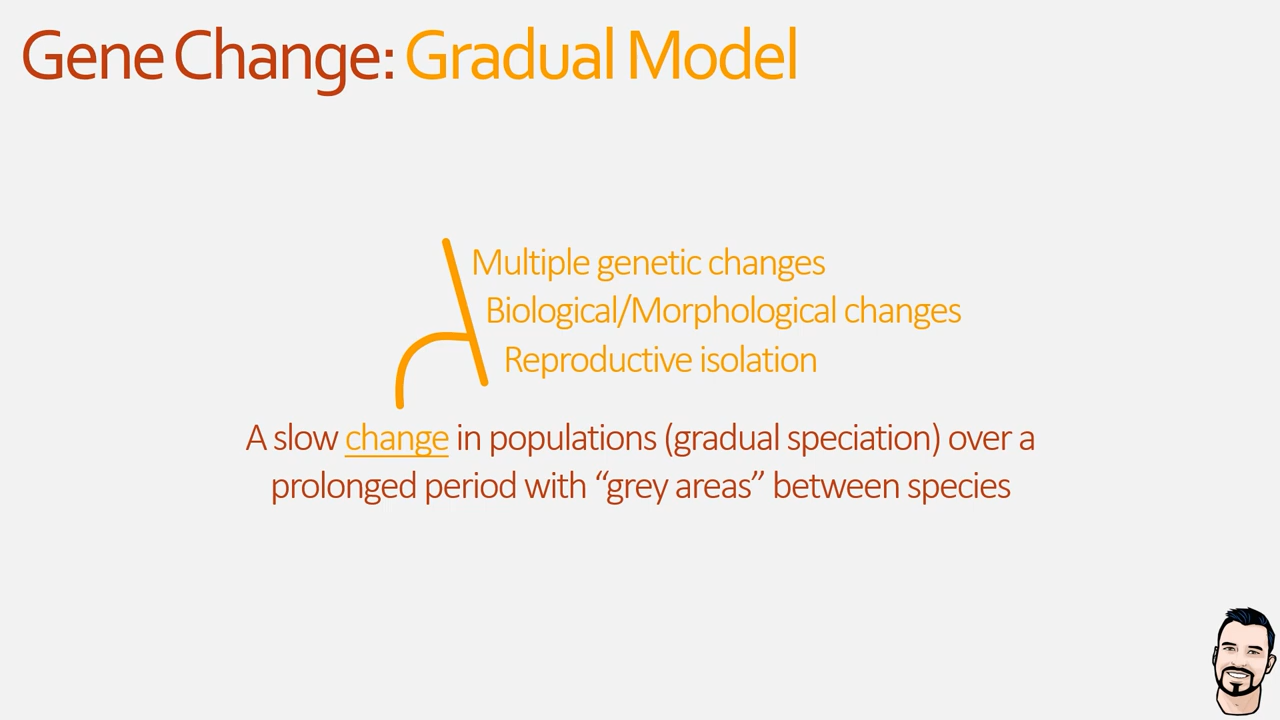 Gene Change: Gradual Model
Multiple genetic changes
Biological/Morphological changes
Reproductive isolation
A slow change in populations (gradual speciation) over a
prolonged period with “grey areas” between species